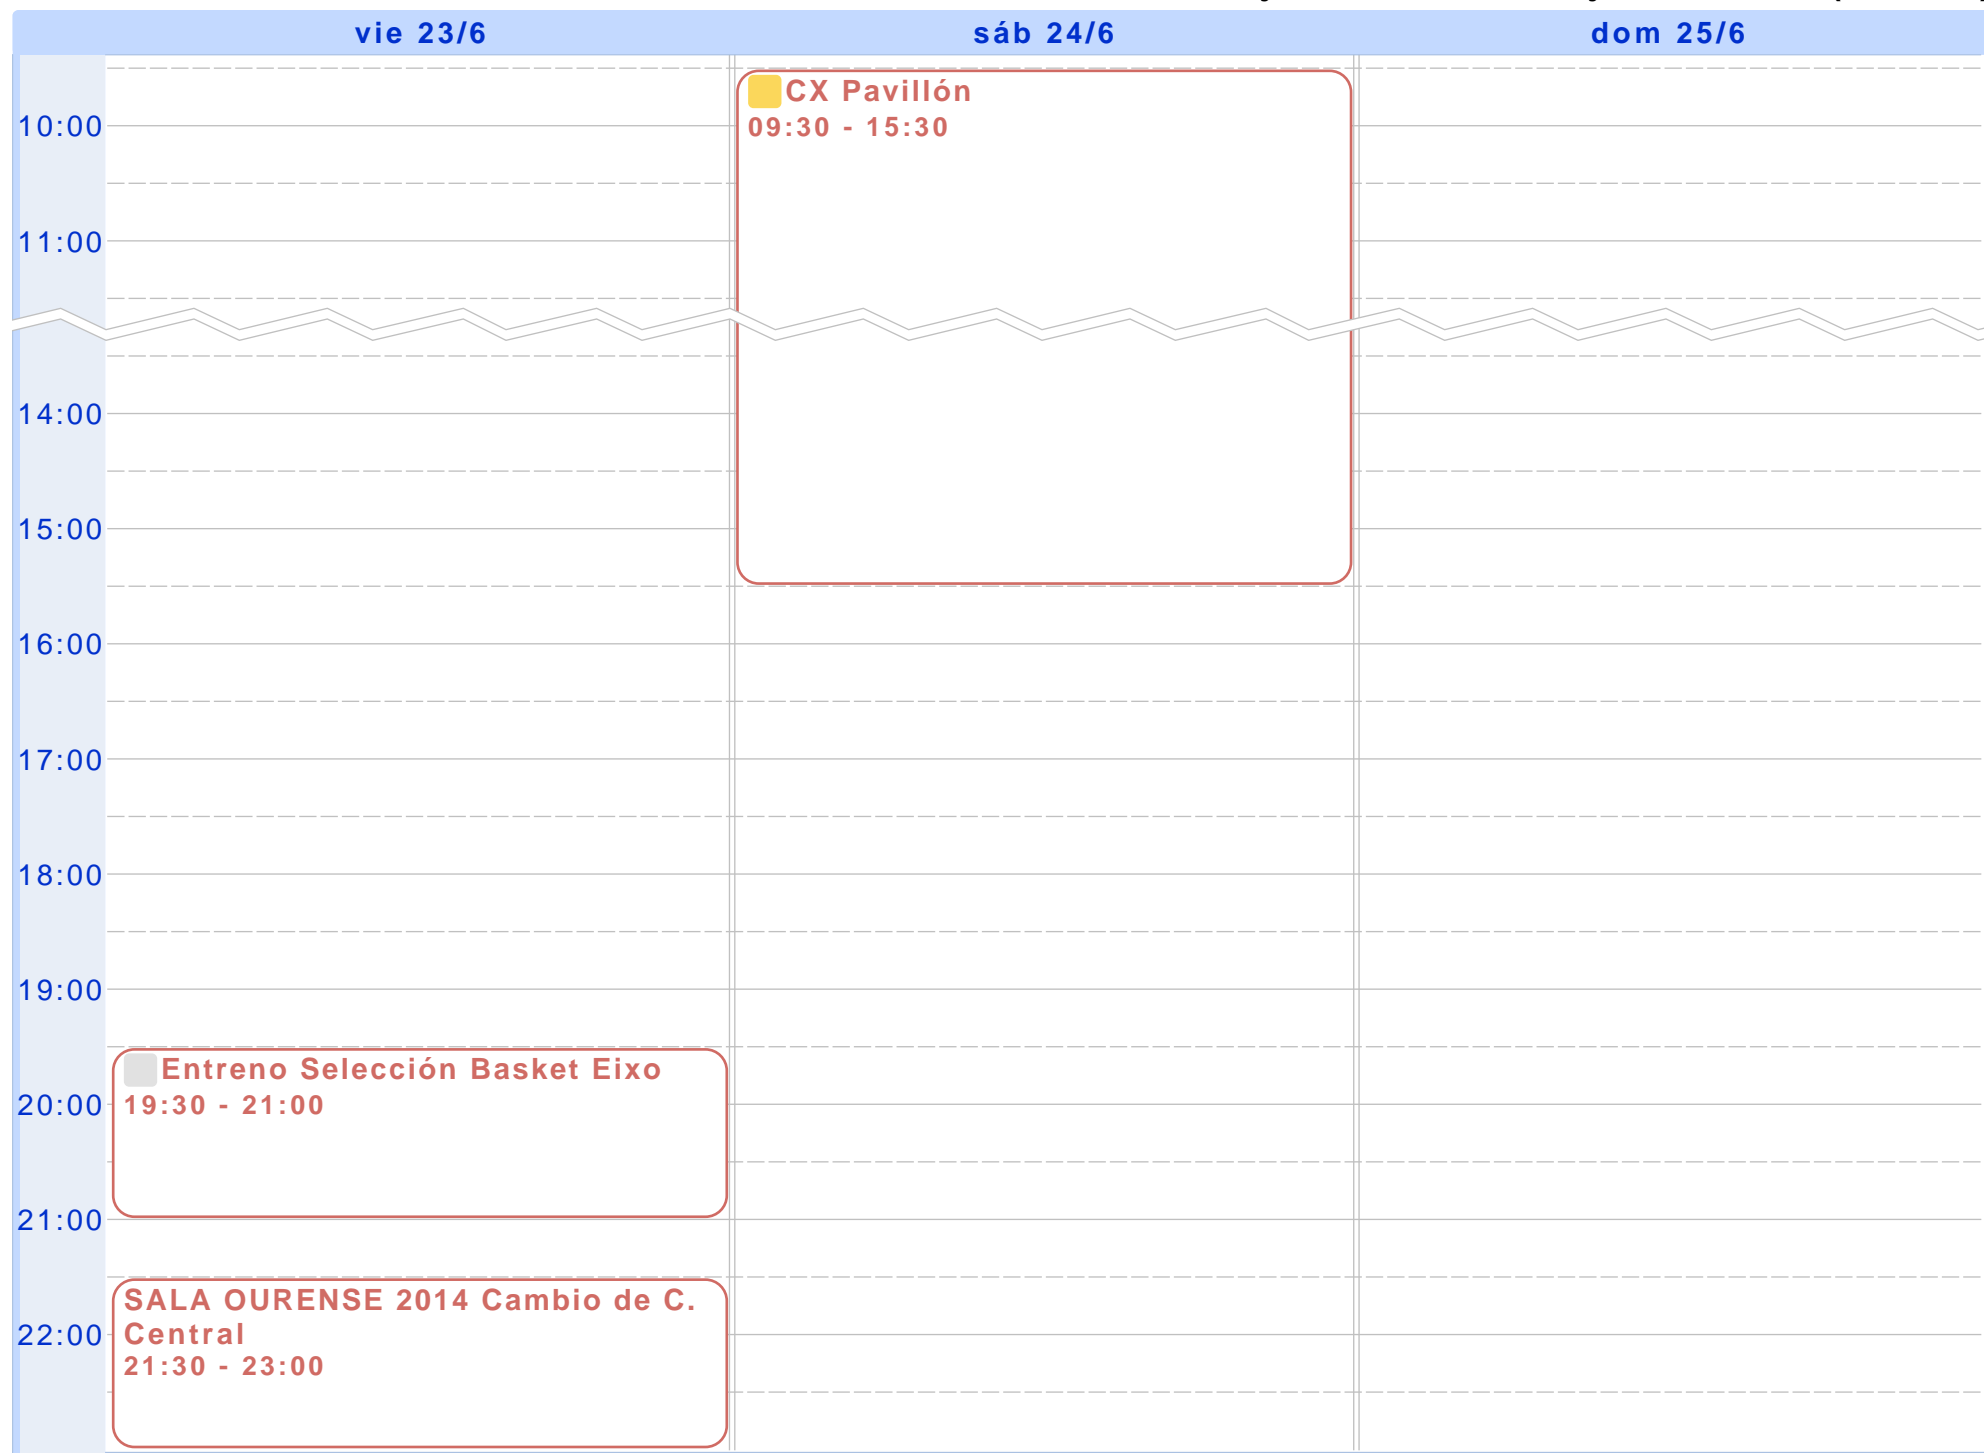 vie 23/6
sáb 24/6
dom 25/6
CX Pavillón
09:30 - 15:30
10:00
11:00
14:00
15:00
16:00
17:00
18:00
19:00
Entreno Selección Basket Eixo
19:30 - 21:00
20:00
21:00
SALA OURENSE 2014 Cambio de C.
Central
21:30 - 23:00
22:00